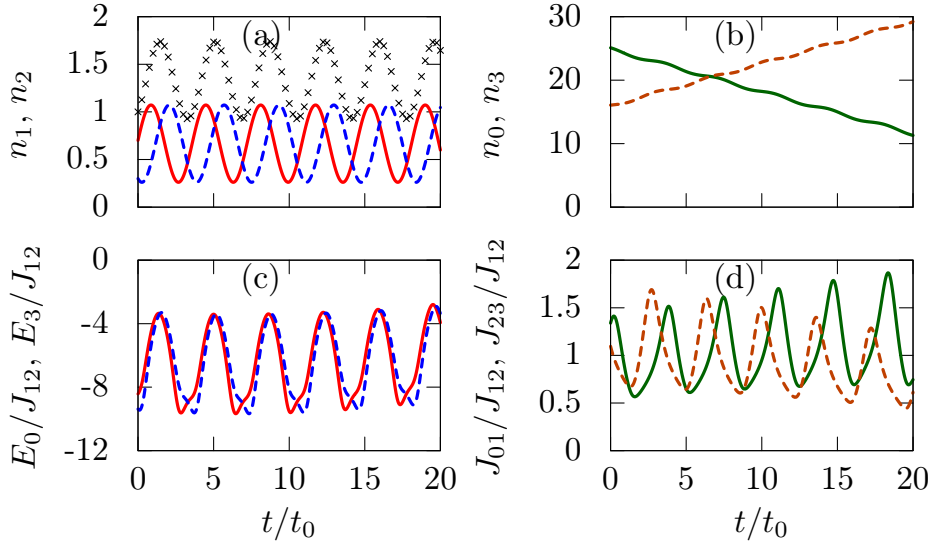 2
1.5
1
0.5
0
n₁, n₂
(a)
30
20
10
0
n₀, n₃
(b)
0
-4
-8
-12
E₀/J₁₂, E₃/J₁₂
(c)
0 5 10 15 20
t/t₀
2
1.5
1
0.5
0
J₀₁/J₁₂, J₂₃/J₁₂
(d)
0 5 10 15 20
t/t₀